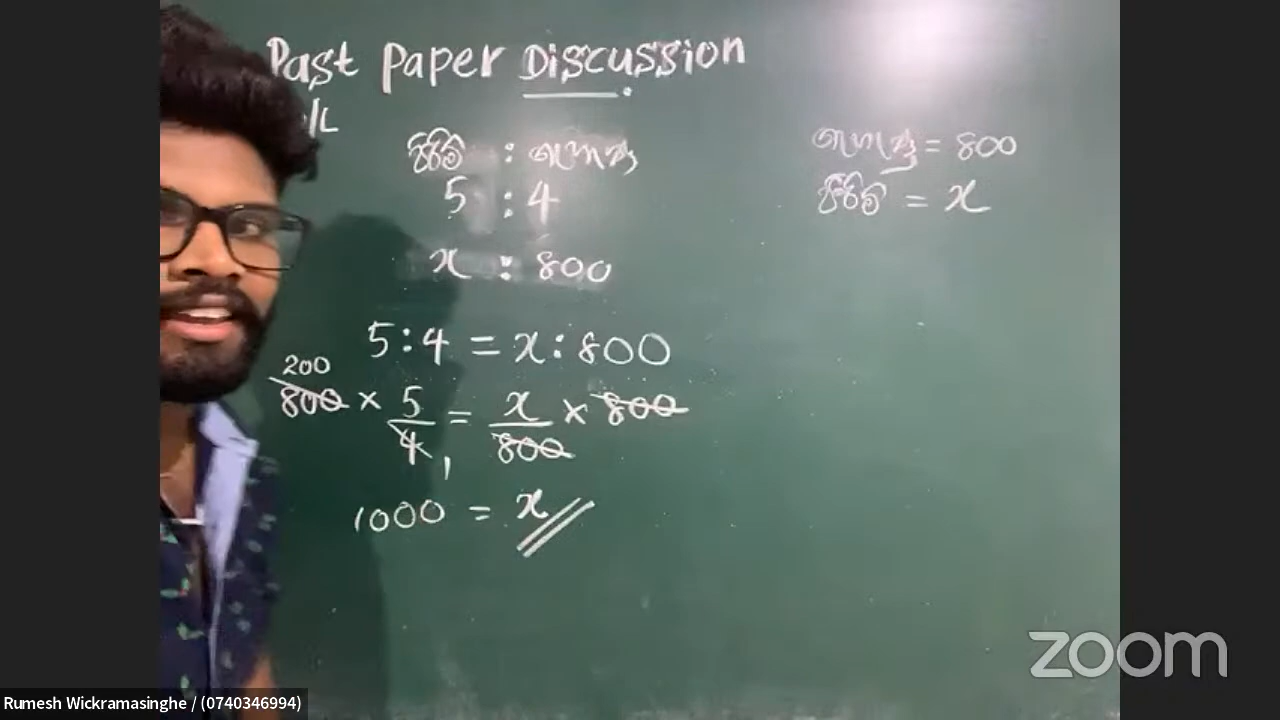 Past Paper Discussion
/L
සිසිර :
5 : 4
x : 800
= 800
= x
5:4 = x:800
200
800 × 5/4 = x/800 × 800
1
1000 = x
zoom
Rumesh Wickramasinghe / (0740346994)